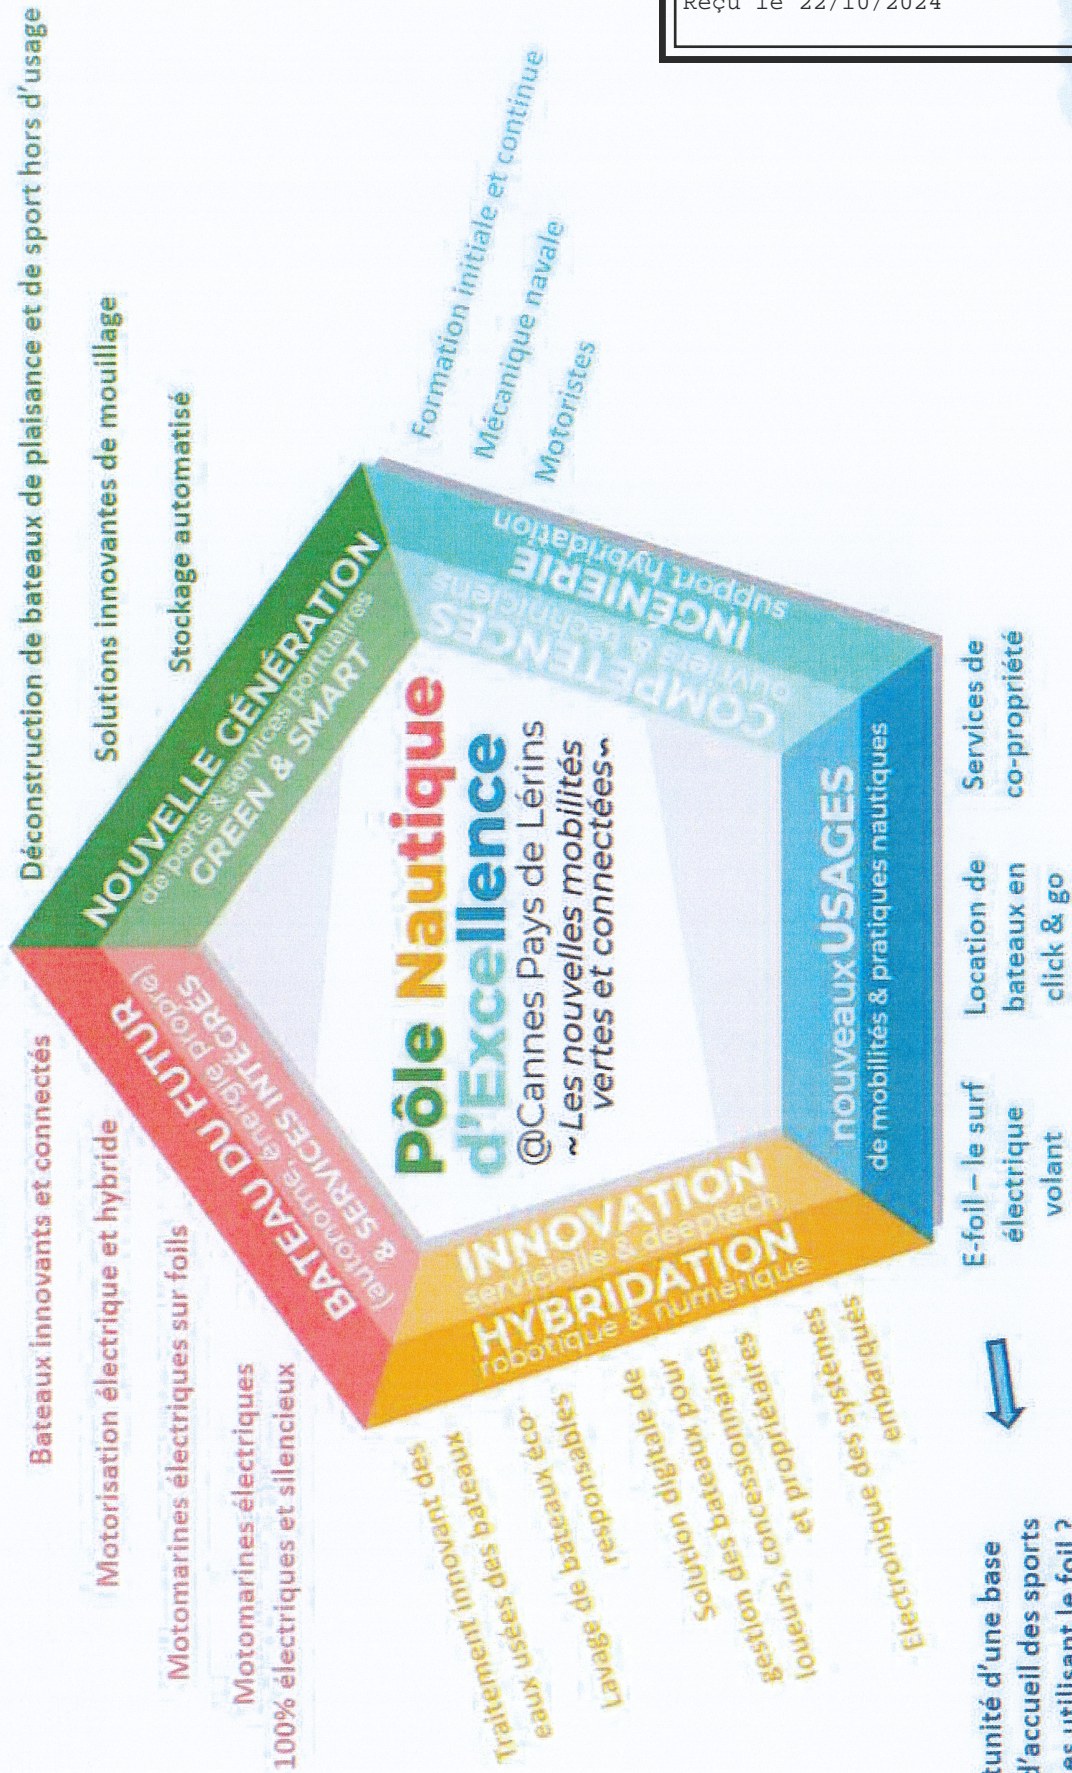 Reçu le 22/10/2024
Déconstruction de bateaux de plaisance et de sport hors d'usage
Solutions innovantes de mouillage
Stockage automatisé
Bateaux innovants et connectés
Motorisation électrique et hybride
Motomarines électriques sur foils
Motomarines électriques
100% électriques et silencieux
NOUVELLE GÉNÉRATION
de ports & services portuaires
GREEN & SMART
BATEAU DU FUTUR
(autonome, énergie propre)
& SERVICES INTÉGRÉS
Formation initiale et continue
Mécanique navale
Motoristes
Pôle Nautique
d'Excellence
@Cannes Pays de Lérins
~Les nouvelles mobilités
vertes et connectées~
COMPÉTENCES
ouvriers & techniciens
INGÉNIERIE
support hybridation
INNOVATION
servicielle & deeptech
HYBRIDATION
robotique & numérique
Traitement innovant des
eaux usées des bateaux
Lavage de bateaux éco-
responsables
Solution digitale de
gestion des bateaux pour
loueurs, concessionnaires
et propriétaires
Electronique des systèmes
embarqués
nouveaux USAGES
de mobilités & pratiques nautiques
E-foil – le surf
électrique
volant
Location de
bateaux en
click & go
Services de
co-propriété
tunité d'une base
d'accueil des sports
es utilisant le foil ?